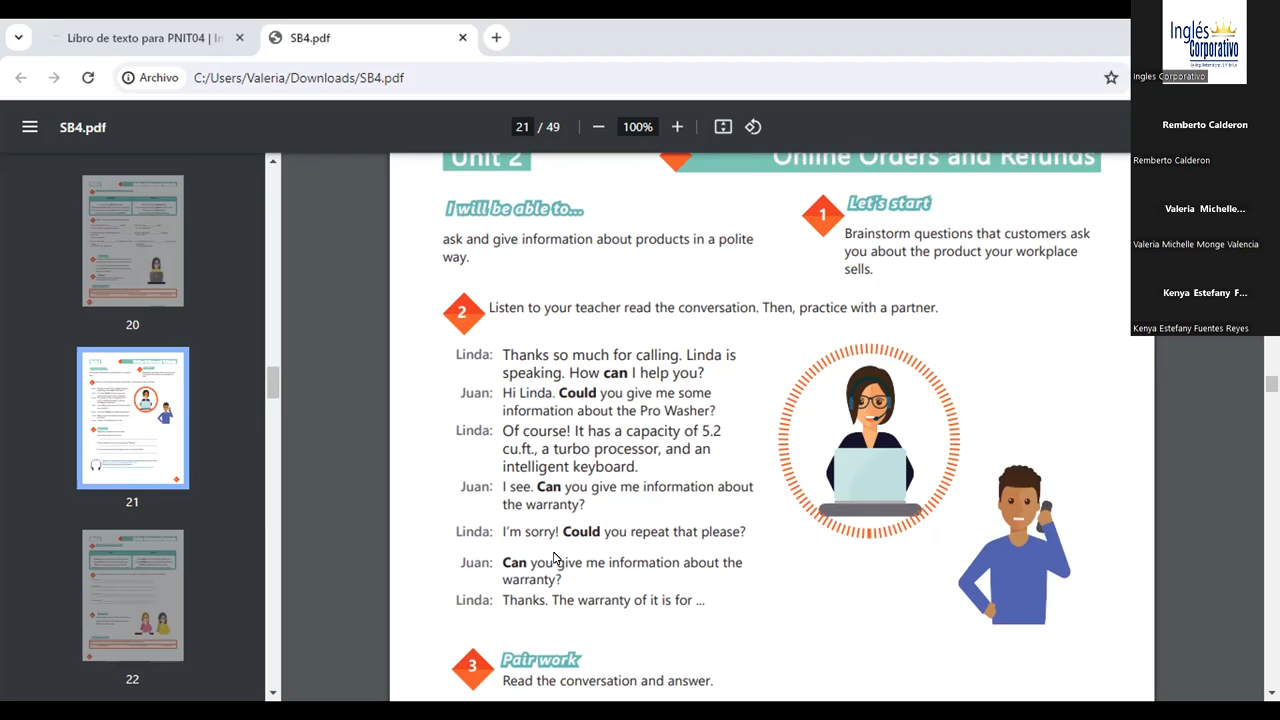 Libro de texto para PNIT04 | In
SB4.pdf
Archivo
C:/Users/Valeria/Downloads/SB4.pdf
SB4.pdf
21 / 49
100%
20
21
22
Unit 2
Online Orders and Refunds
I will be able to...
ask and give information about products in a polite
way.
1
Let's start
Brainstorm questions that customers ask
you about the product your workplace
sells.
2
Listen to your teacher read the conversation. Then, practice with a partner.
Linda: Thanks so much for calling. Linda is
speaking. How can I help you?
Juan: Hi Linda. Could you give me some
information about the Pro Washer?
Linda: Of course! It has a capacity of 5.2
cu.ft., a turbo processor, and an
intelligent keyboard.
Juan: I see. Can you give me information about
the warranty?
Linda: I'm sorry! Could you repeat that please?
Juan: Can you give me information about the
warranty?
Linda: Thanks. The warranty of it is for ...
3
Pair work
Read the conversation and answer.
Inglés
Corporativo
Ingles Corporativo
Remberto Calderon
Remberto Calderon
Valeria Michelle...
Valeria Michelle Monge Valencia
Kenya Estefany F...
Kenya Estefany Fuentes Reyes